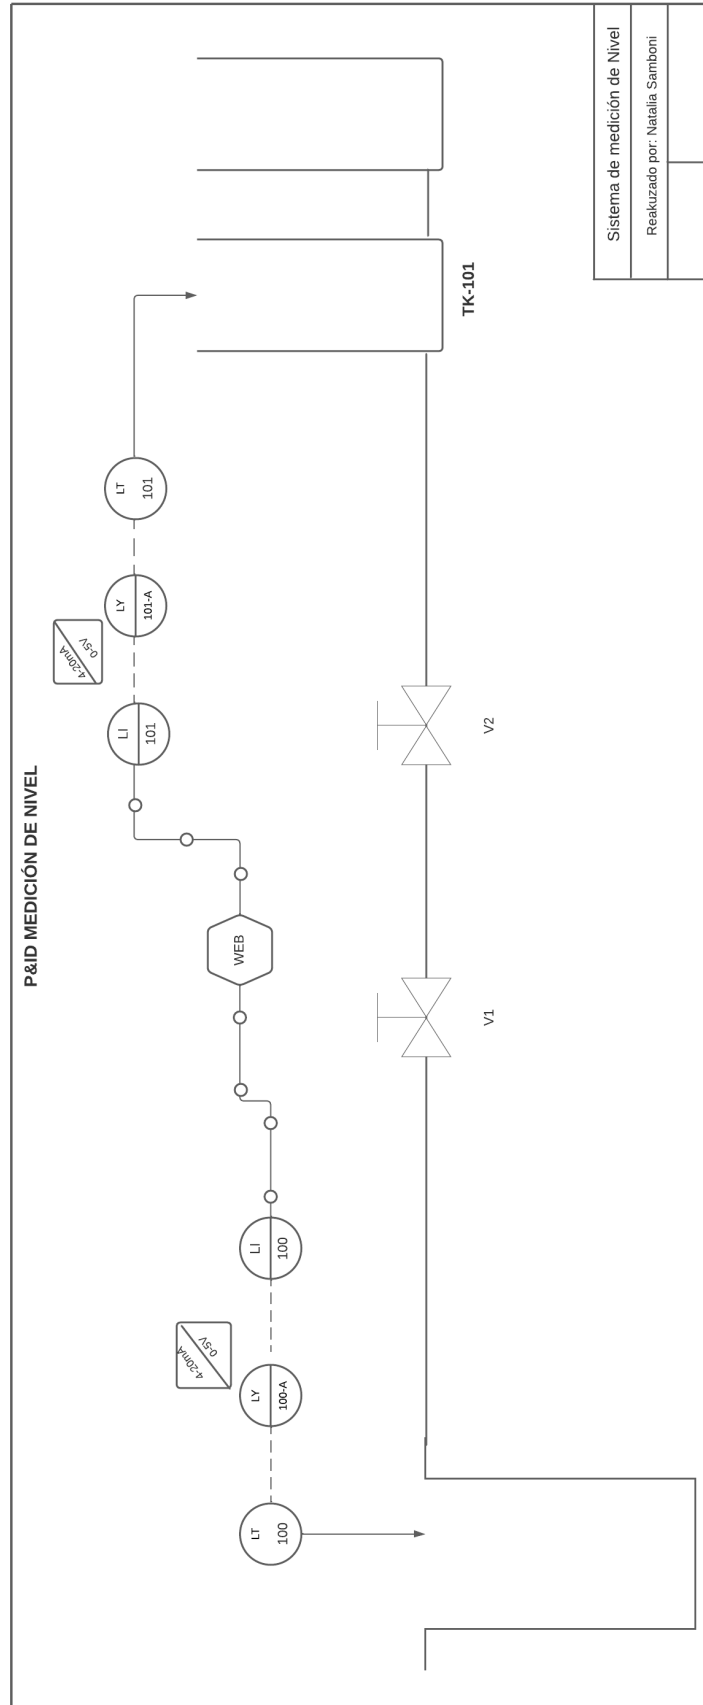 P&ID MEDICIÓN DE NIVEL
4-20mA
0-5V
LT
101
LY
101-A
LI
101
WEB
4-20mA
0-5V
LI
100
LY
100-A
LT
100
TK-101
V1
V2
Sistema de medición de Nivel
Reakuzado por: Natalia Samboni